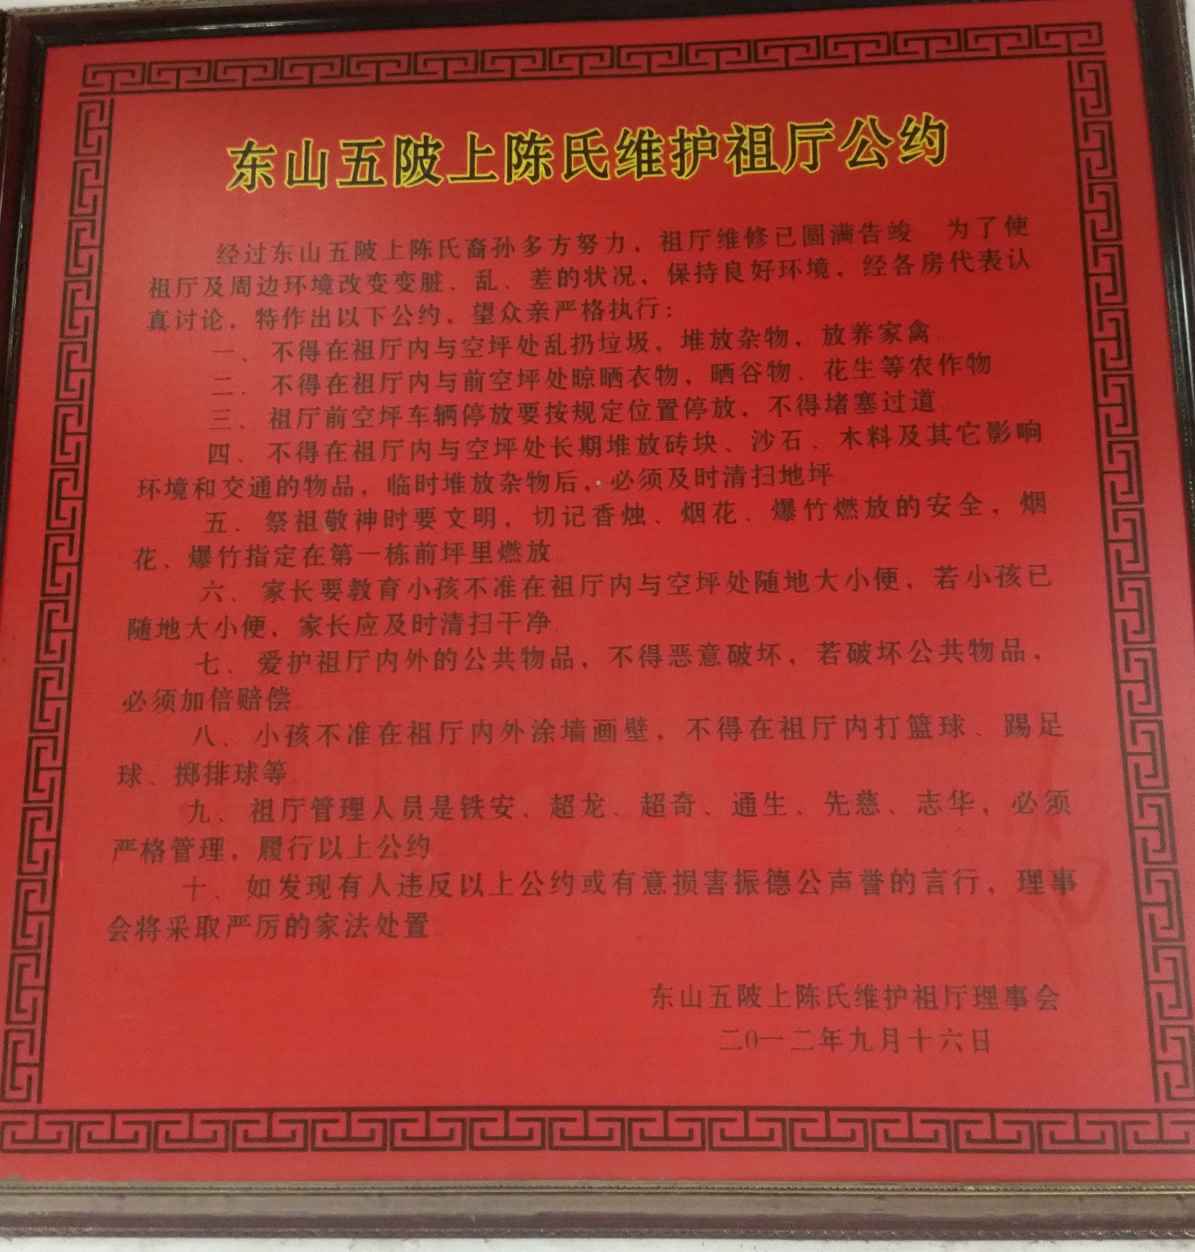 东山五陂上陈氏维护祖厅公约
经过东山五陂上陈氏裔孙多方努力，祖厅维修已圆满告竣 为了使
祖厅及周边环境改变变脏、乱、差的状况，保持良好环境，经各房代表认
真讨论，特作出以下公约，望众亲严格执行：
一、不得在祖厅内与空坪处乱扔垃圾，堆放杂物，放养家禽
二、不得在祖厅内与前空坪处晾晒衣物，晒谷物、花生等农作物
三、祖厅前空坪车辆停放要按规定位置停放，不得堵塞过道
四、不得在祖厅内与空坪处长期堆放砖块、沙石、木料及其它影响
环境和交通的物品，临时堆放杂物后，必须及时清扫地坪
五、祭祖敬神时要文明，切记香烛、烟花、爆竹燃放的安全，烟
花、爆竹指定在第一栋前坪里燃放
六、家长要教育小孩不准在祖厅内与空坪处随地大小便，若小孩已
随地大小便，家长应及时清扫干净
七、爱护祖厅内外的公共物品，不得恶意破坏，若破坏公共物品，
必须加倍赔偿
八、小孩不准在祖厅内外涂墙画壁，不得在祖厅内打篮球、踢足
球、掷排球等
九、祖厅管理人员是铁安、超龙、超奇、通生、先慈、志华，必须
严格管理，履行以上公约
十、如发现有人违反以上公约或有意损害振德公声誉的言行，理事
会将采取严厉的家法处置
东山五陂上陈氏维护祖厅理事会
二0一二年九月十六日